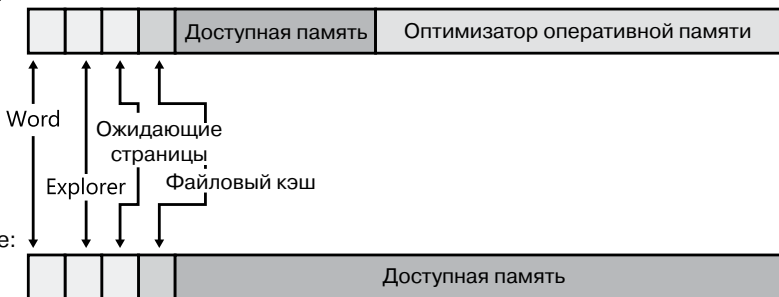 Доступная память
Оптимизатор оперативной памяти
Word
Ожидающие
страницы
Explorer
Файловый кэш
е:
Доступная память